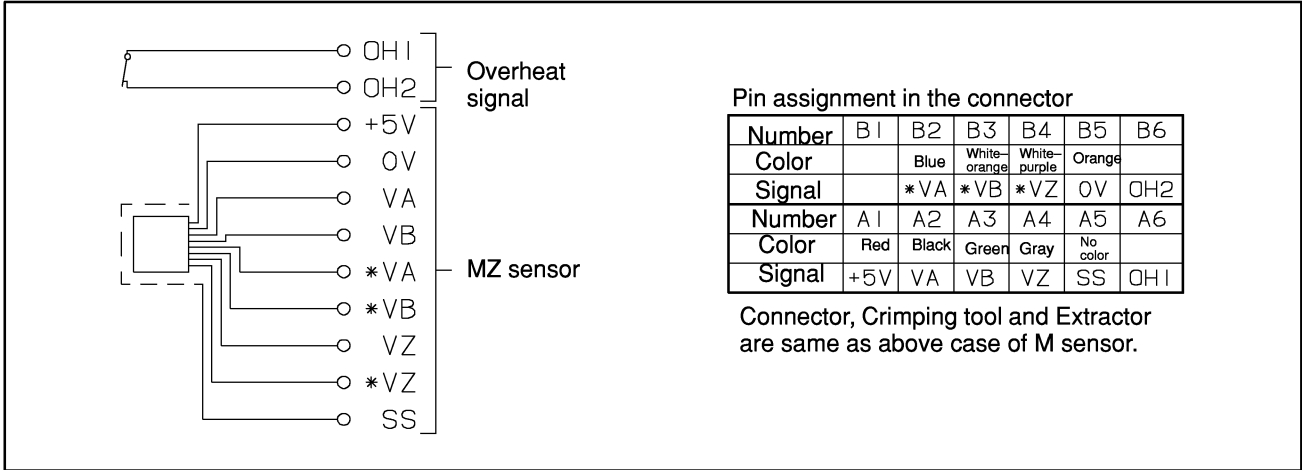 OH1
Overheat
signal
OH2
+5V
0V
VA
VB
*VA
MZ sensor
*VB
VZ
*VZ
SS
Pin assignment in the connector
Number B1 B2 B3 B4 B5 B6
Color Blue White–orange White–purple Orange
Signal *VA *VB *VZ 0V OH2
Number A1 A2 A3 A4 A5 A6
Color Red Black Green Gray No color
Signal +5V VA VB VZ SS OH1
Connector, Crimping tool and Extractor
are same as above case of M sensor.